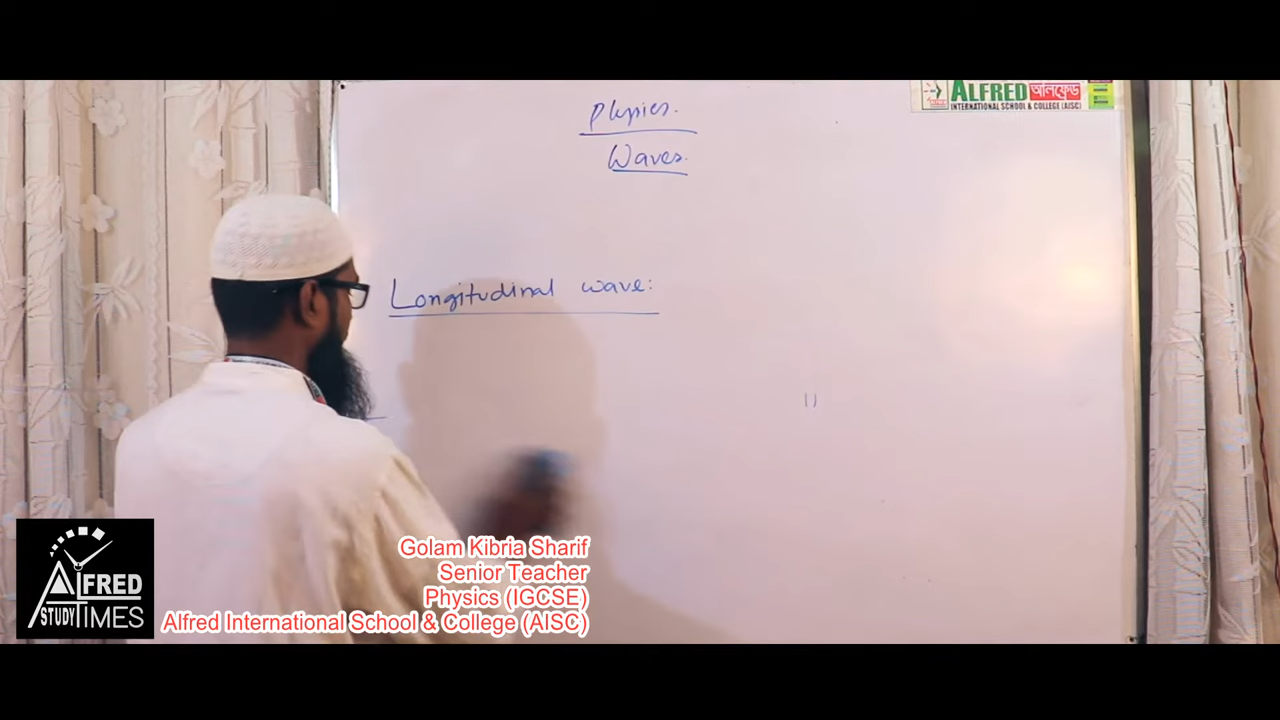 Physics.
Waves.
ALFRED আলফ্রেড
INTERNATIONAL SCHOOL & COLLEGE (AISC)
Longitudinal wave:
Golam Kibria Sharif
Senior Teacher
Physics (IGCSE)
Alfred International School & College (AISC)
ALFRED
STUDY TIMES